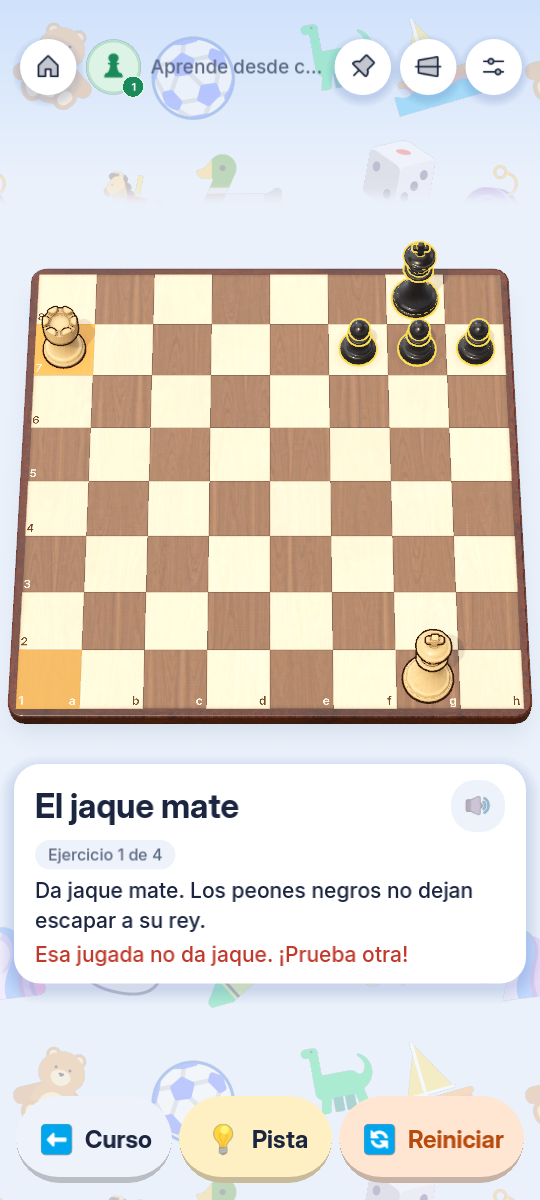 1
Aprende desde c...
8
7
6
5
4
3
2
1 a b c d e f g h
El jaque mate
Ejercicio 1 de 4
Da jaque mate. Los peones negros no dejan
escapar a su rey.
Esa jugada no da jaque. ¡Prueba otra!
Curso
Pista
Reiniciar